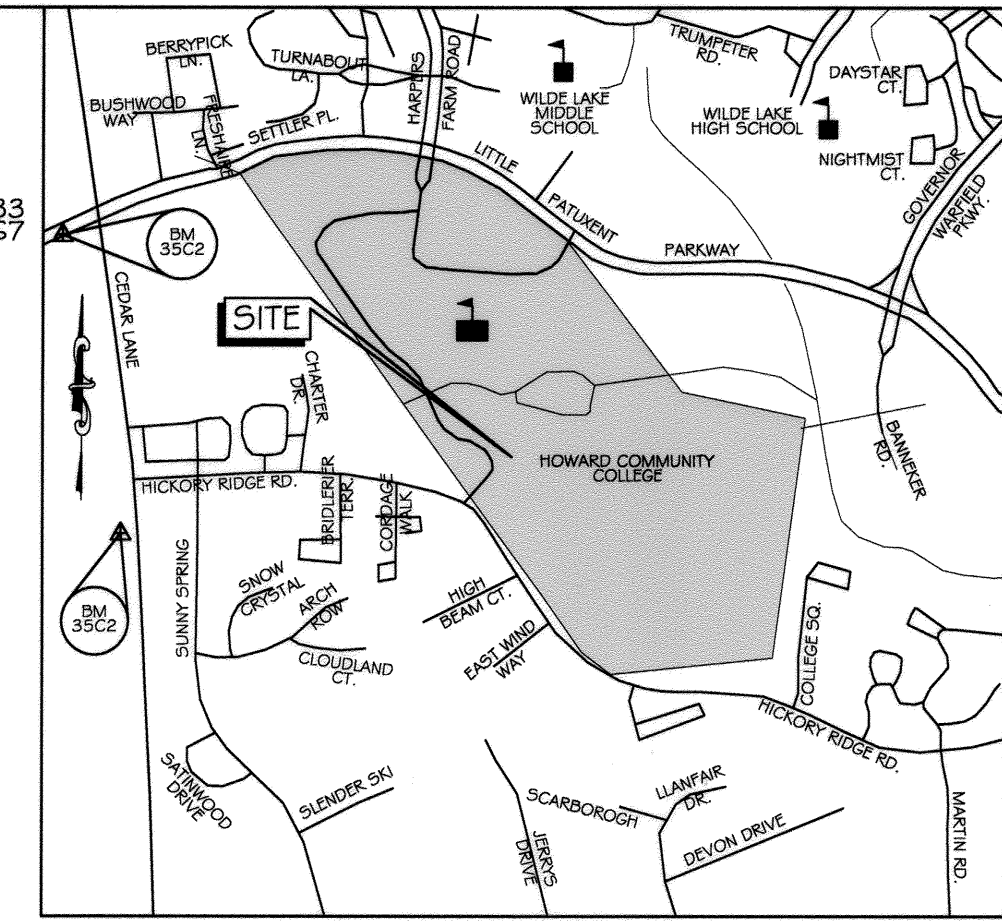 BERRYPICK
LN.
TURNABOUT
LA.
HARPERS
FARM ROAD
TRUMPETER
RD.
DAYSTAR
CT.
BUSHWOOD
WAY
FRESHAIRE
LN.
SETTLER PL.
WILDE LAKE
MIDDLE
SCHOOL
WILDE LAKE
HIGH SCHOOL
NIGHTMIST
CT.
LITTLE
PATUXENT
PARKWAY
GOVERNOR
WARFIELD
PKWY.
33
67
BM
35C2
CEDAR LANE
SITE
CHARTER
DR.
HOWARD COMMUNITY
COLLEGE
BANNEKER
RD.
HICKORY RIDGE RD.
BRIDLERIER
TERR.
CORDAGE
WALK
SUNNY SPRING
BM
35C2
SNOW
CRYSTAL
ARCH
ROW
HIGH
BEAM CT.
CLOUDLAND
CT.
EAST WIND
WAY
COLLEGE SQ.
HICKORY RIDGE RD.
SATINWOOD
DRIVE
SLENDER SKI
SCARBOROGH
LLANFAIR
DR.
JERRYS
DRIVE
DEVON DRIVE
MARTIN RD.